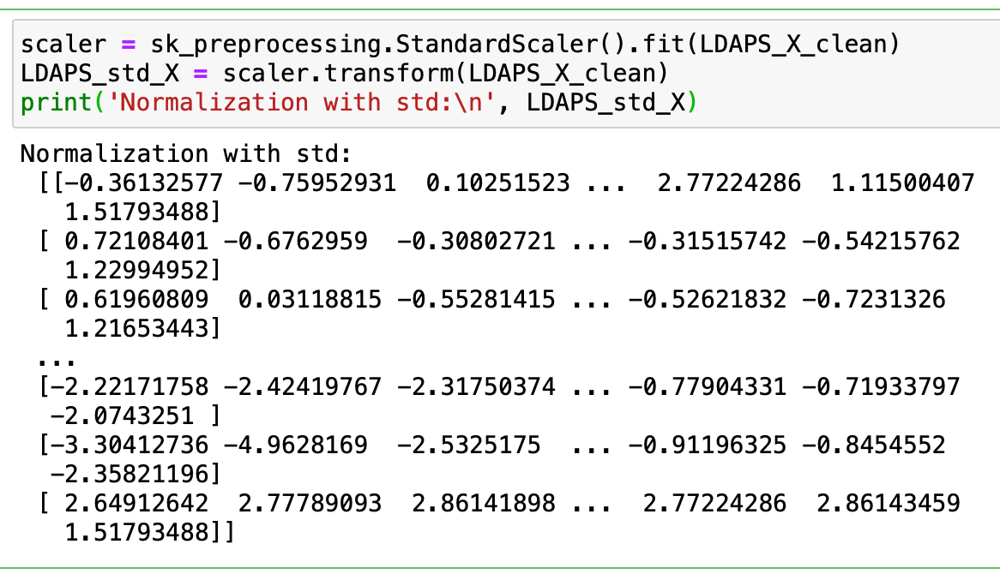 scaler = sk_preprocessing.StandardScaler().fit(LDAPS_X_clean)
LDAPS_std_X = scaler.transform(LDAPS_X_clean)
print('Normalization with std:\n', LDAPS_std_X)
Normalization with std:
 [[-0.36132577 -0.75952931  0.10251523 ...  2.77224286  1.11500407
   1.51793488]
 [ 0.72108401 -0.6762959  -0.30802721 ... -0.31515742 -0.54215762
   1.22994952]
 [ 0.61960809  0.03118815 -0.55281415 ... -0.52621832 -0.7231326
   1.21653443]
 ...
 [-2.22171758 -2.42419767 -2.31750374 ... -0.77904331 -0.71933797
  -2.0743251 ]
 [-3.30412736 -4.9628169  -2.5325175  ... -0.91196325 -0.8454552
  -2.35821196]
 [ 2.64912642  2.77789093  2.86141898 ...  2.77224286  2.86143459
   1.51793488]]